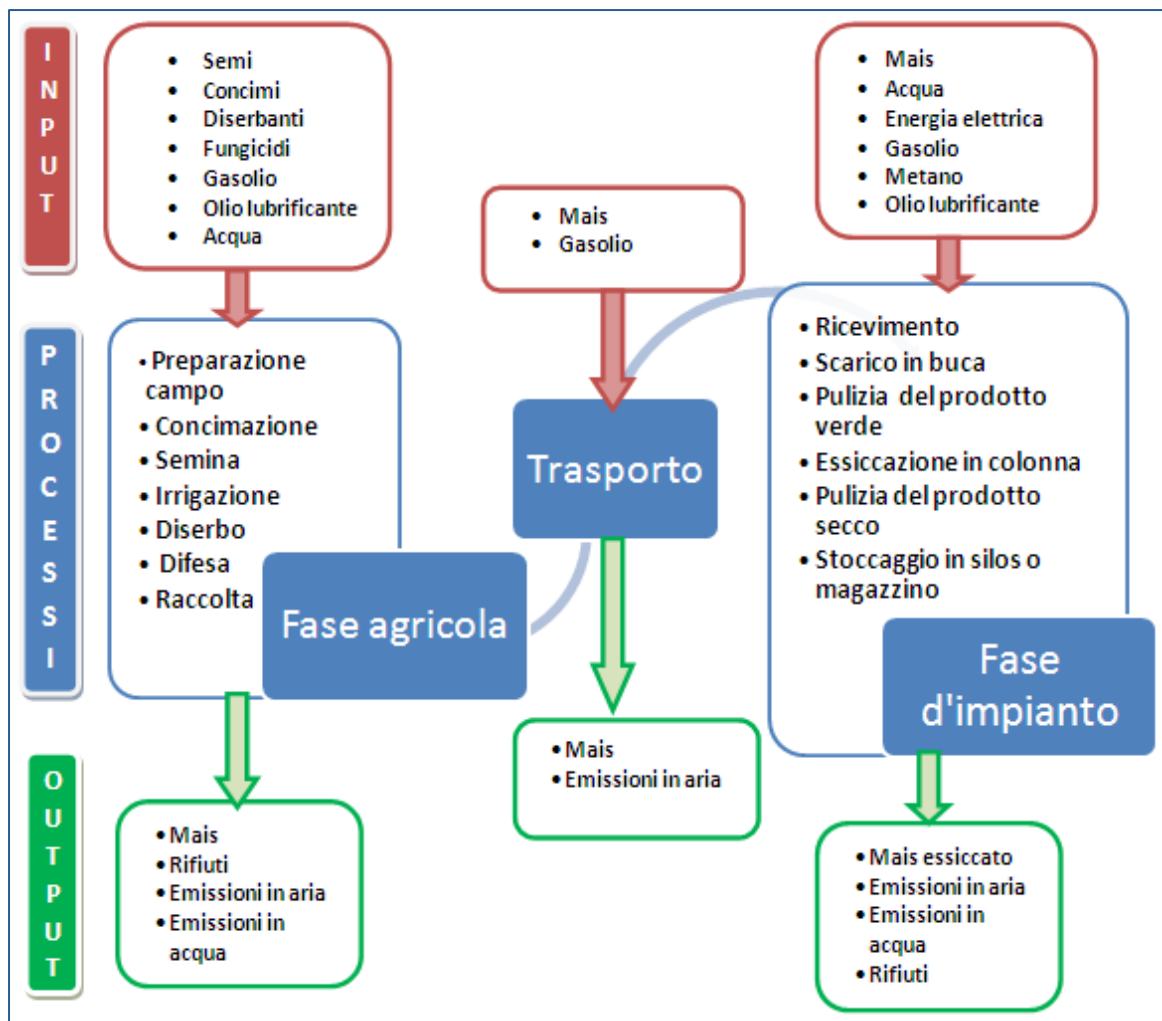 INPUT
• Semi
• Concimi
• Diserbanti
• Fungicidi
• Gasolio
• Olio lubrificante
• Acqua
• Mais
• Gasolio
• Mais
• Acqua
• Energia elettrica
• Gasolio
• Metano
• Olio lubrificante
PROCESSI
• Preparazione
campo
• Concimazione
• Semina
• Irrigazione
• Diserbo
• Difesa
• Raccolta
Fase agricola
Trasporto
• Ricevimento
• Scarico in buca
• Pulizia del prodotto
verde
• Essiccazione in colonna
• Pulizia del prodotto
secco
• Stoccaggio in silos o
magazzino
Fase
d'impianto
OUTPUT
• Mais
• Rifiuti
• Emissioni in aria
• Emissioni in
acqua
• Mais
• Emissioni in aria
• Mais essiccato
• Emissioni in aria
• Emissioni in
acqua
• Rifiuti